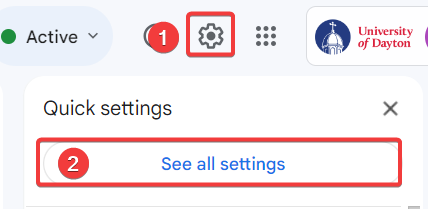 Active
1
University
of Dayton
Quick settings
2
See all settings